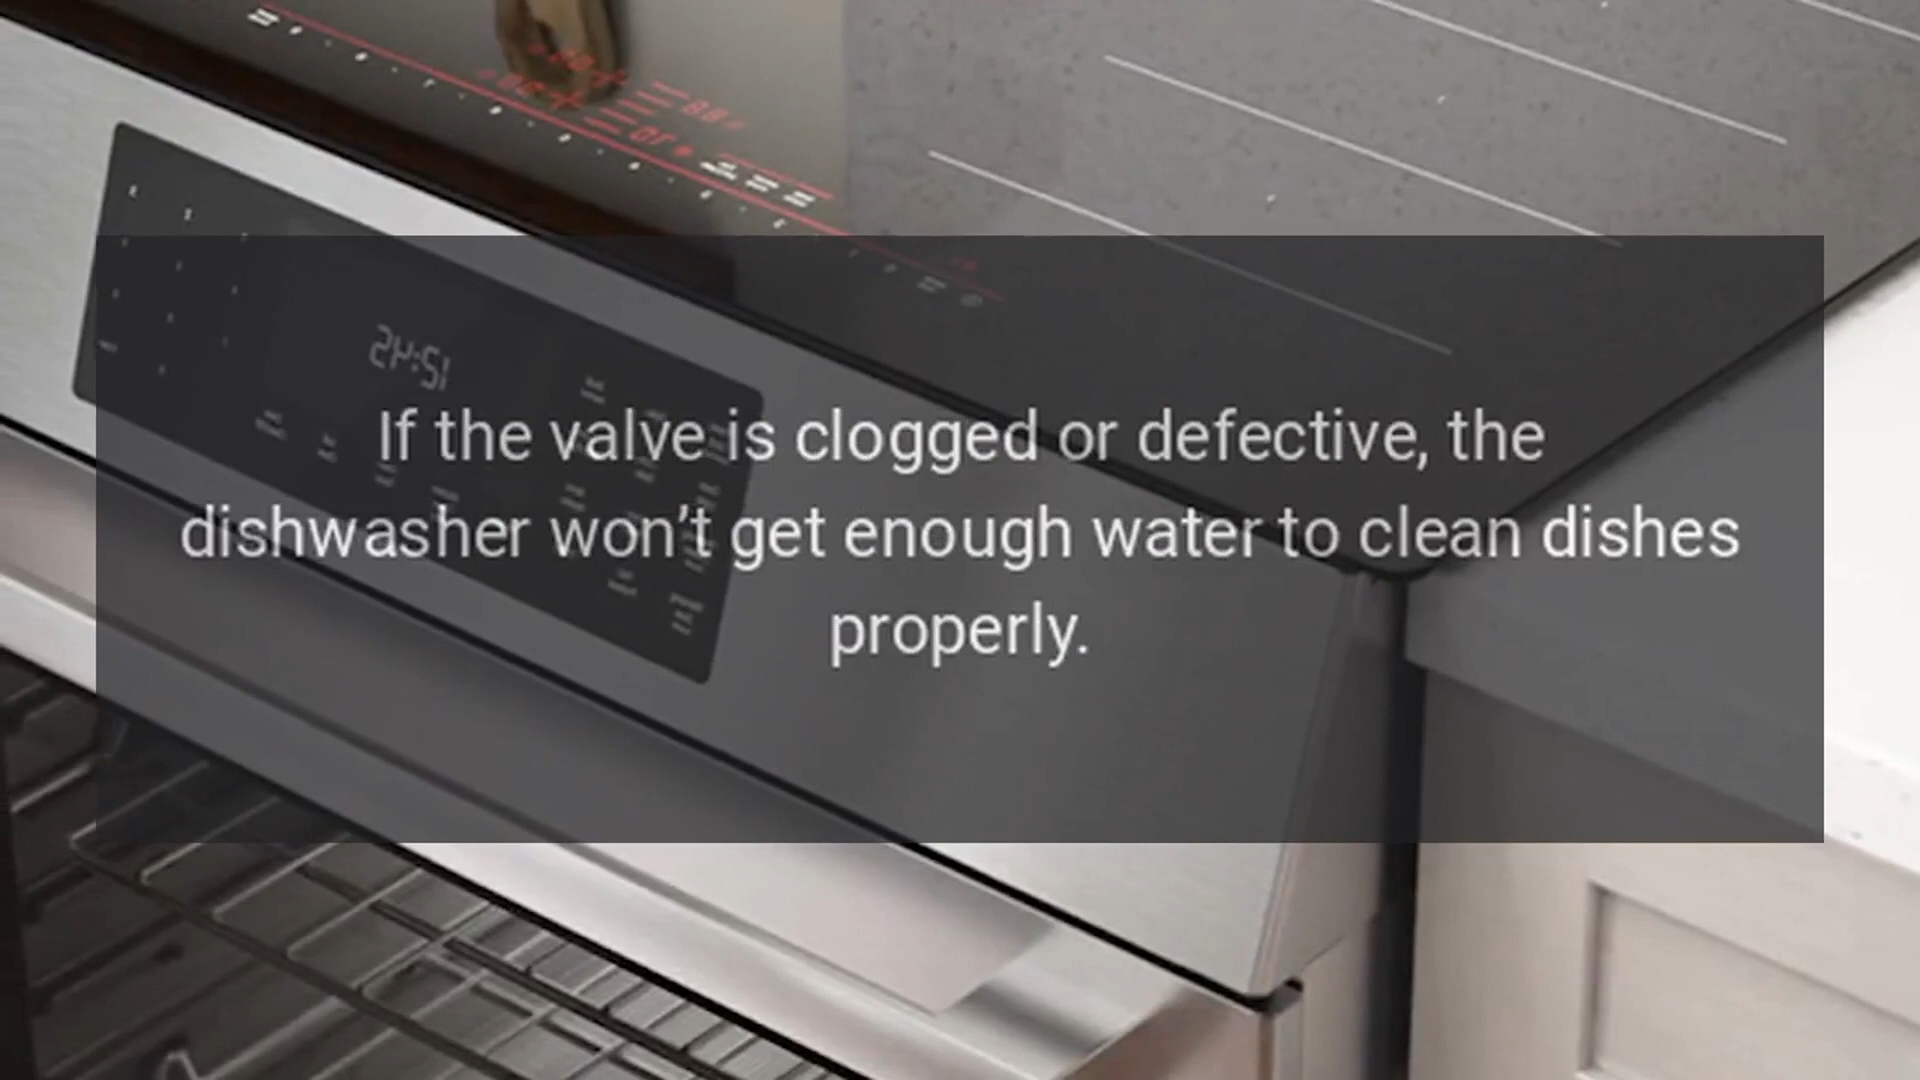 If the valve is clogged or defective, the
dishwasher won't get enough water to clean dishes
properly.